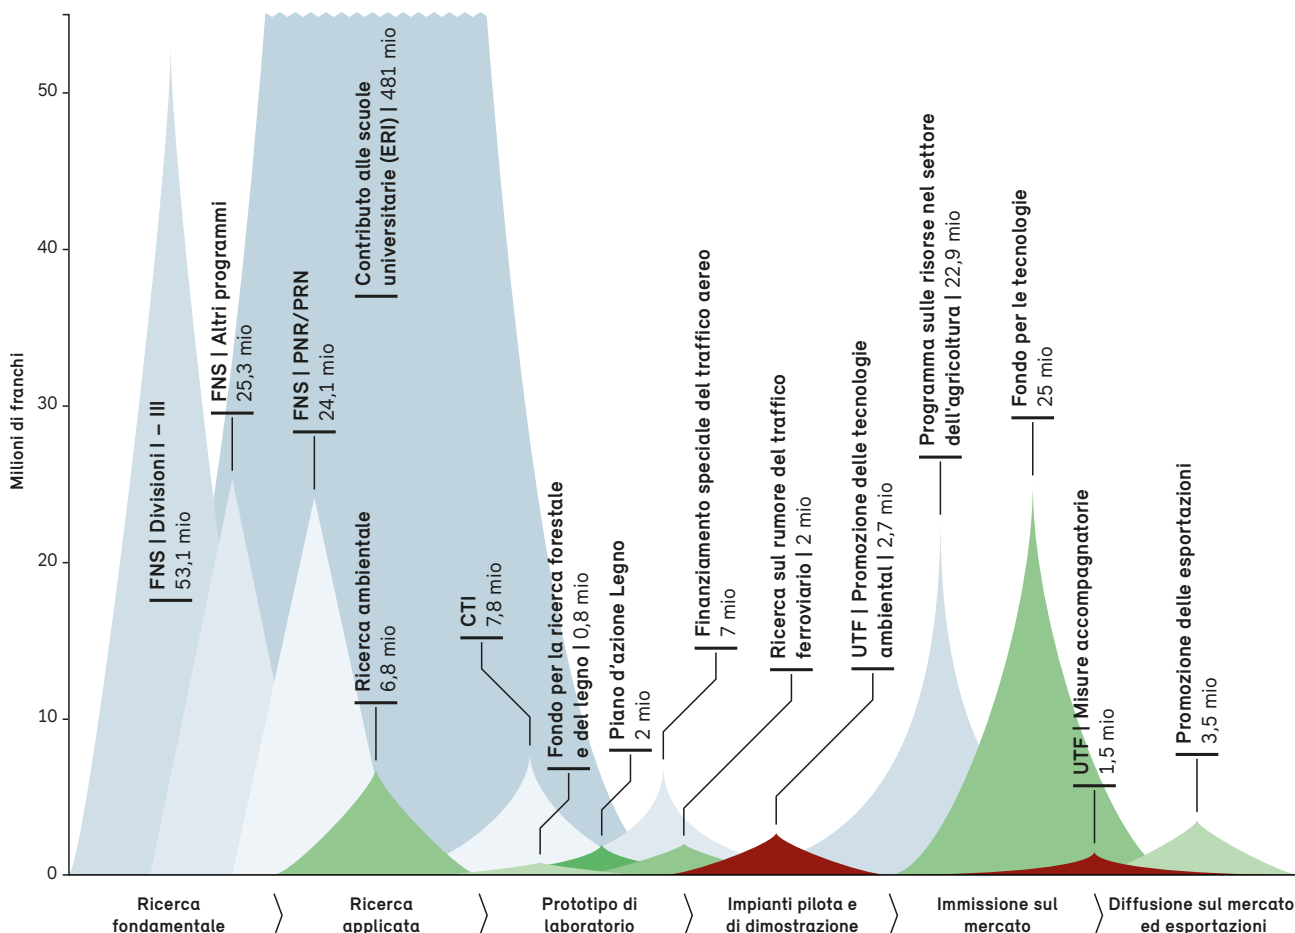 Milioni di franchi
50
40
30
20
10
0
FNS | Divisioni I – III
53,1 mio
FNS | Altri programmi
25,3 mio
FNS | PNR/PRN
24,1 mio
Contributo alle scuole
universitarie (ERI) | 481 mio
Ricerca ambientale
6,8 mio
CTI
7,8 mio
Fondo per la ricerca forestale
e del legno | 0,8 mio
Piano d'azione Legno
2 mio
Finanziamento speciale del traffico aereo
7 mio
Ricerca sul rumore del traffico
ferroviario | 2 mio
UTF | Promozione delle tecnologie
ambientali | 2,7 mio
Programma sulle risorse nel settore
dell'agricoltura | 22,9 mio
Fondo per le tecnologie
25 mio
UTF | Misure accompagnatorie
1,5 mio
Promozione delle esportazioni
3,5 mio
Ricerca
fondamentale
Ricerca
applicata
Prototipo di
laboratorio
Impianti pilota e
di dimostrazione
Immissione sul
mercato
Diffusione sul mercato
ed esportazioni